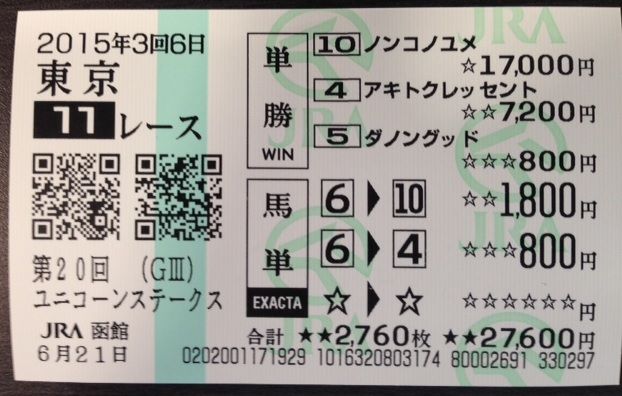 2015年3回6日
東京
11レース
第20回 (GⅢ)
ユニコーンステークス
JRA 函館
6月21日
単勝
WIN
10 ノンコノユメ
☆17,000円
4 アキトクレッセント
☆☆7,200円
5 ダノングッド
☆☆☆800円
馬単
EXACTA
6 ▶ 10 ☆☆1,800円
6 ▶ 4 ☆☆☆800円
☆ ▶ ☆ ☆☆☆☆☆☆円
合計 ★★2,760枚 ★★27,600円
0202001171929 1016320803174 80002691 330297
JRA
JRA
JRA